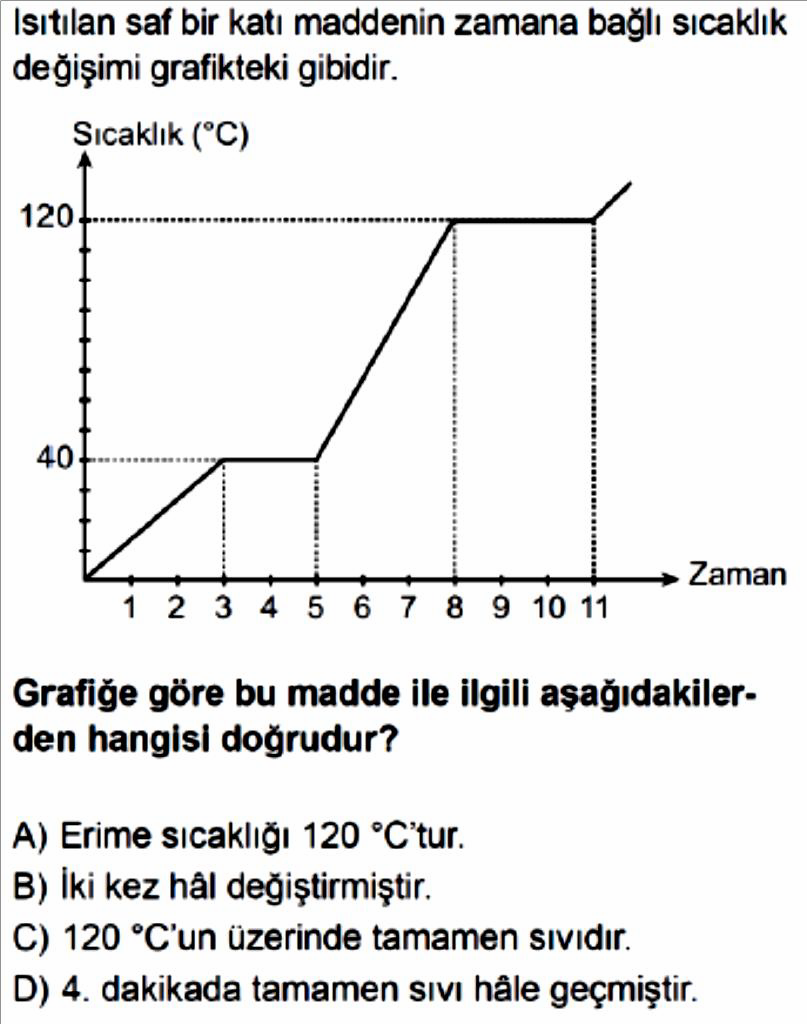 Isıtılan saf bir katı maddenin zamana bağlı sıcaklık
değişimi grafikteki gibidir.
Sıcaklık (°C)
120
40
Zaman
1 2 3 4 5 6 7 8 9 10 11
Grafiğe göre bu madde ile ilgili aşağıdakiler-
den hangisi doğrudur?
A) Erime sıcaklığı 120 °C'tur.
B) İki kez hâl değiştirmiştir.
C) 120 °C'un üzerinde tamamen sıvıdır.
D) 4. dakikada tamamen sıvı hâle geçmiştir.